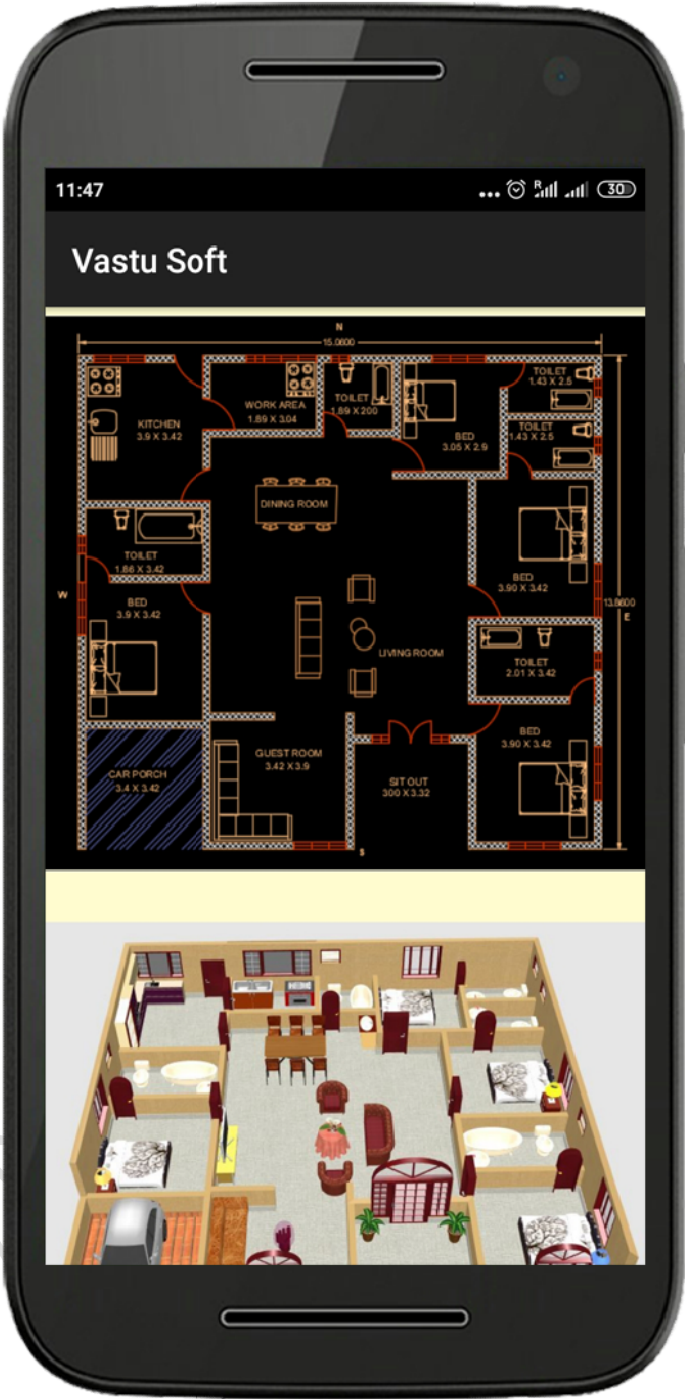 11:47
R
30
Vastu Soft
N
15.0600
KITCHEN
3.9 X 3.42
WORK AREA
1.89 X 3.04
TOILET
1.89 X 200
BED
3.05 X 2.9
TOILET
1.43 X 2.5
TOILET
1.43 X 2.5
DINING ROOM
TOILET
1.86 X 3.42
BED
3.90 X 3.42
W
BED
3.9 X 3.42
13.8600
E
LIVING ROOM
TOILET
2.01 X 3.42
BED
3.90 X 3.42
GUEST ROOM
3.42 X 3.9
CAIR PORCH
3.4 X 3.42
SIT OUT
300 X 3.32
S